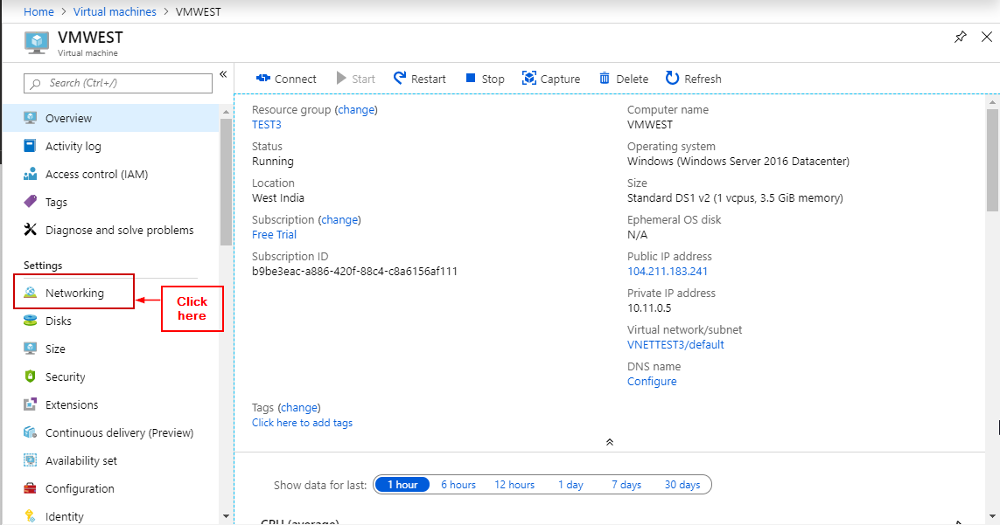 Home > Virtual machines > VMWEST
VMWEST
Virtual machine
Search (Ctrl+/)
«
Connect
Start
Restart
Stop
Capture
Delete
Refresh
Overview
Activity log
Access control (IAM)
Tags
Diagnose and solve problems
Settings
Networking
Click
here
Disks
Size
Security
Extensions
Continuous delivery (Preview)
Availability set
Configuration
Identity
Resource group (change)
TEST3
Status
Running
Location
West India
Subscription (change)
Free Trial
Subscription ID
b9be3eac-a886-420f-88c4-c8a6156af111
Computer name
VMWEST
Operating system
Windows (Windows Server 2016 Datacenter)
Size
Standard DS1 v2 (1 vcpus, 3.5 GiB memory)
Ephemeral OS disk
N/A
Public IP address
104.211.183.241
Private IP address
10.11.0.5
Virtual network/subnet
VNETTEST3/default
DNS name
Configure
Tags (change)
Click here to add tags
Show data for last: 1 hour 6 hours 12 hours 1 day 7 days 30 days
CPU (average)